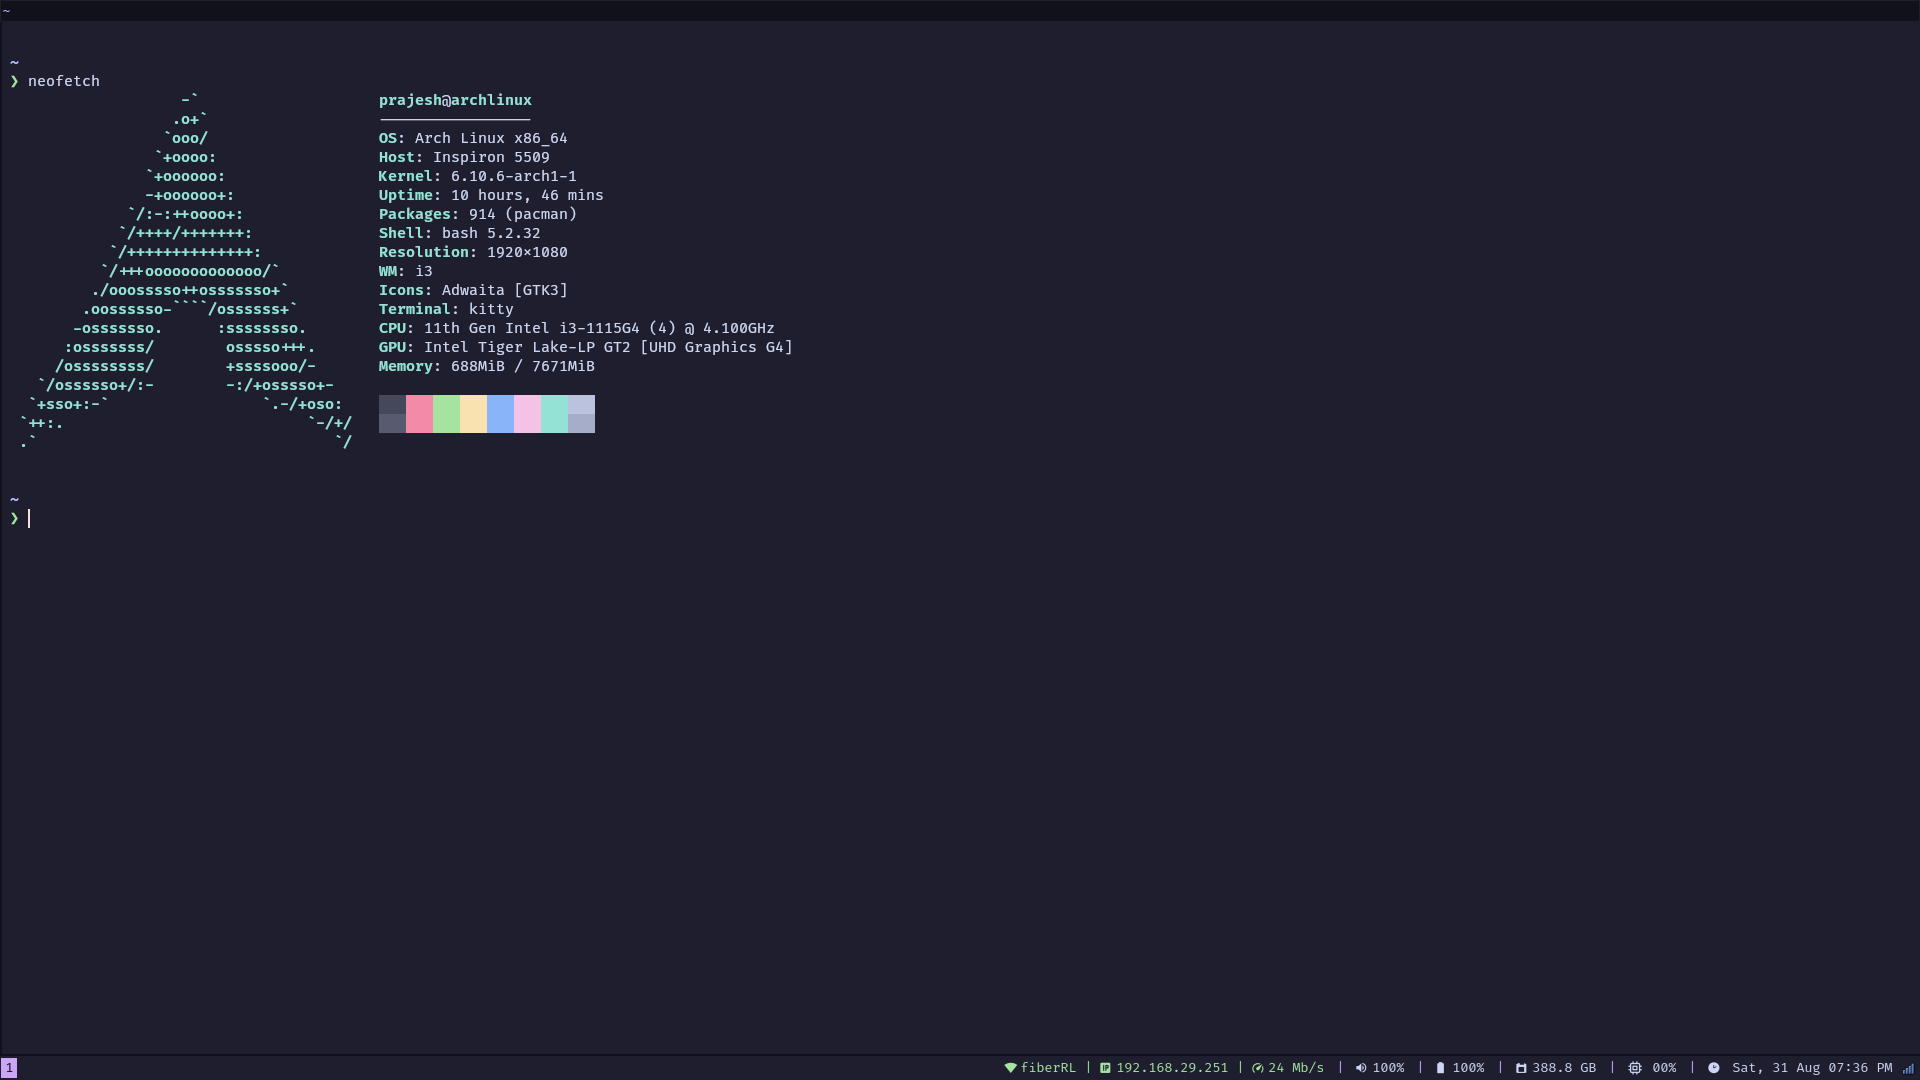 ~
~
❯ neofetch
-`
.o+`
`ooo/
`+oooo:
`+oooooo:
-+oooooo+:
`/:-:++oooo+:
`/++++/+++++++:
`/++++++++++++++:
`/+++ooooooooooooo/`
./ooosssso++osssssso+`
.oossssso-````/ossssss+`
-osssssso.      :ssssssso.
:osssssss/        osssso+++.
/ossssssss/        +ssssooo/-
`/ossssso+/:-        -:/+osssso+-
`+sso+:-`                 `.-/+oso:
`++:.                           `-/+/
.`                                 `/
prajesh@archlinux
-----------------
OS: Arch Linux x86_64
Host: Inspiron 5509
Kernel: 6.10.6-arch1-1
Uptime: 10 hours, 46 mins
Packages: 914 (pacman)
Shell: bash 5.2.32
Resolution: 1920×1080
WM: i3
Icons: Adwaita [GTK3]
Terminal: kitty
CPU: 11th Gen Intel i3-1115G4 (4) @ 4.100GHz
GPU: Intel Tiger Lake-LP GT2 [UHD Graphics G4]
Memory: 688MiB / 7671MiB
~
❯
1
fiberRL | IP 192.168.29.251 | 24 Mb/s | 100% | 100% | 388.8 GB | 00% | Sat, 31 Aug 07:36 PM